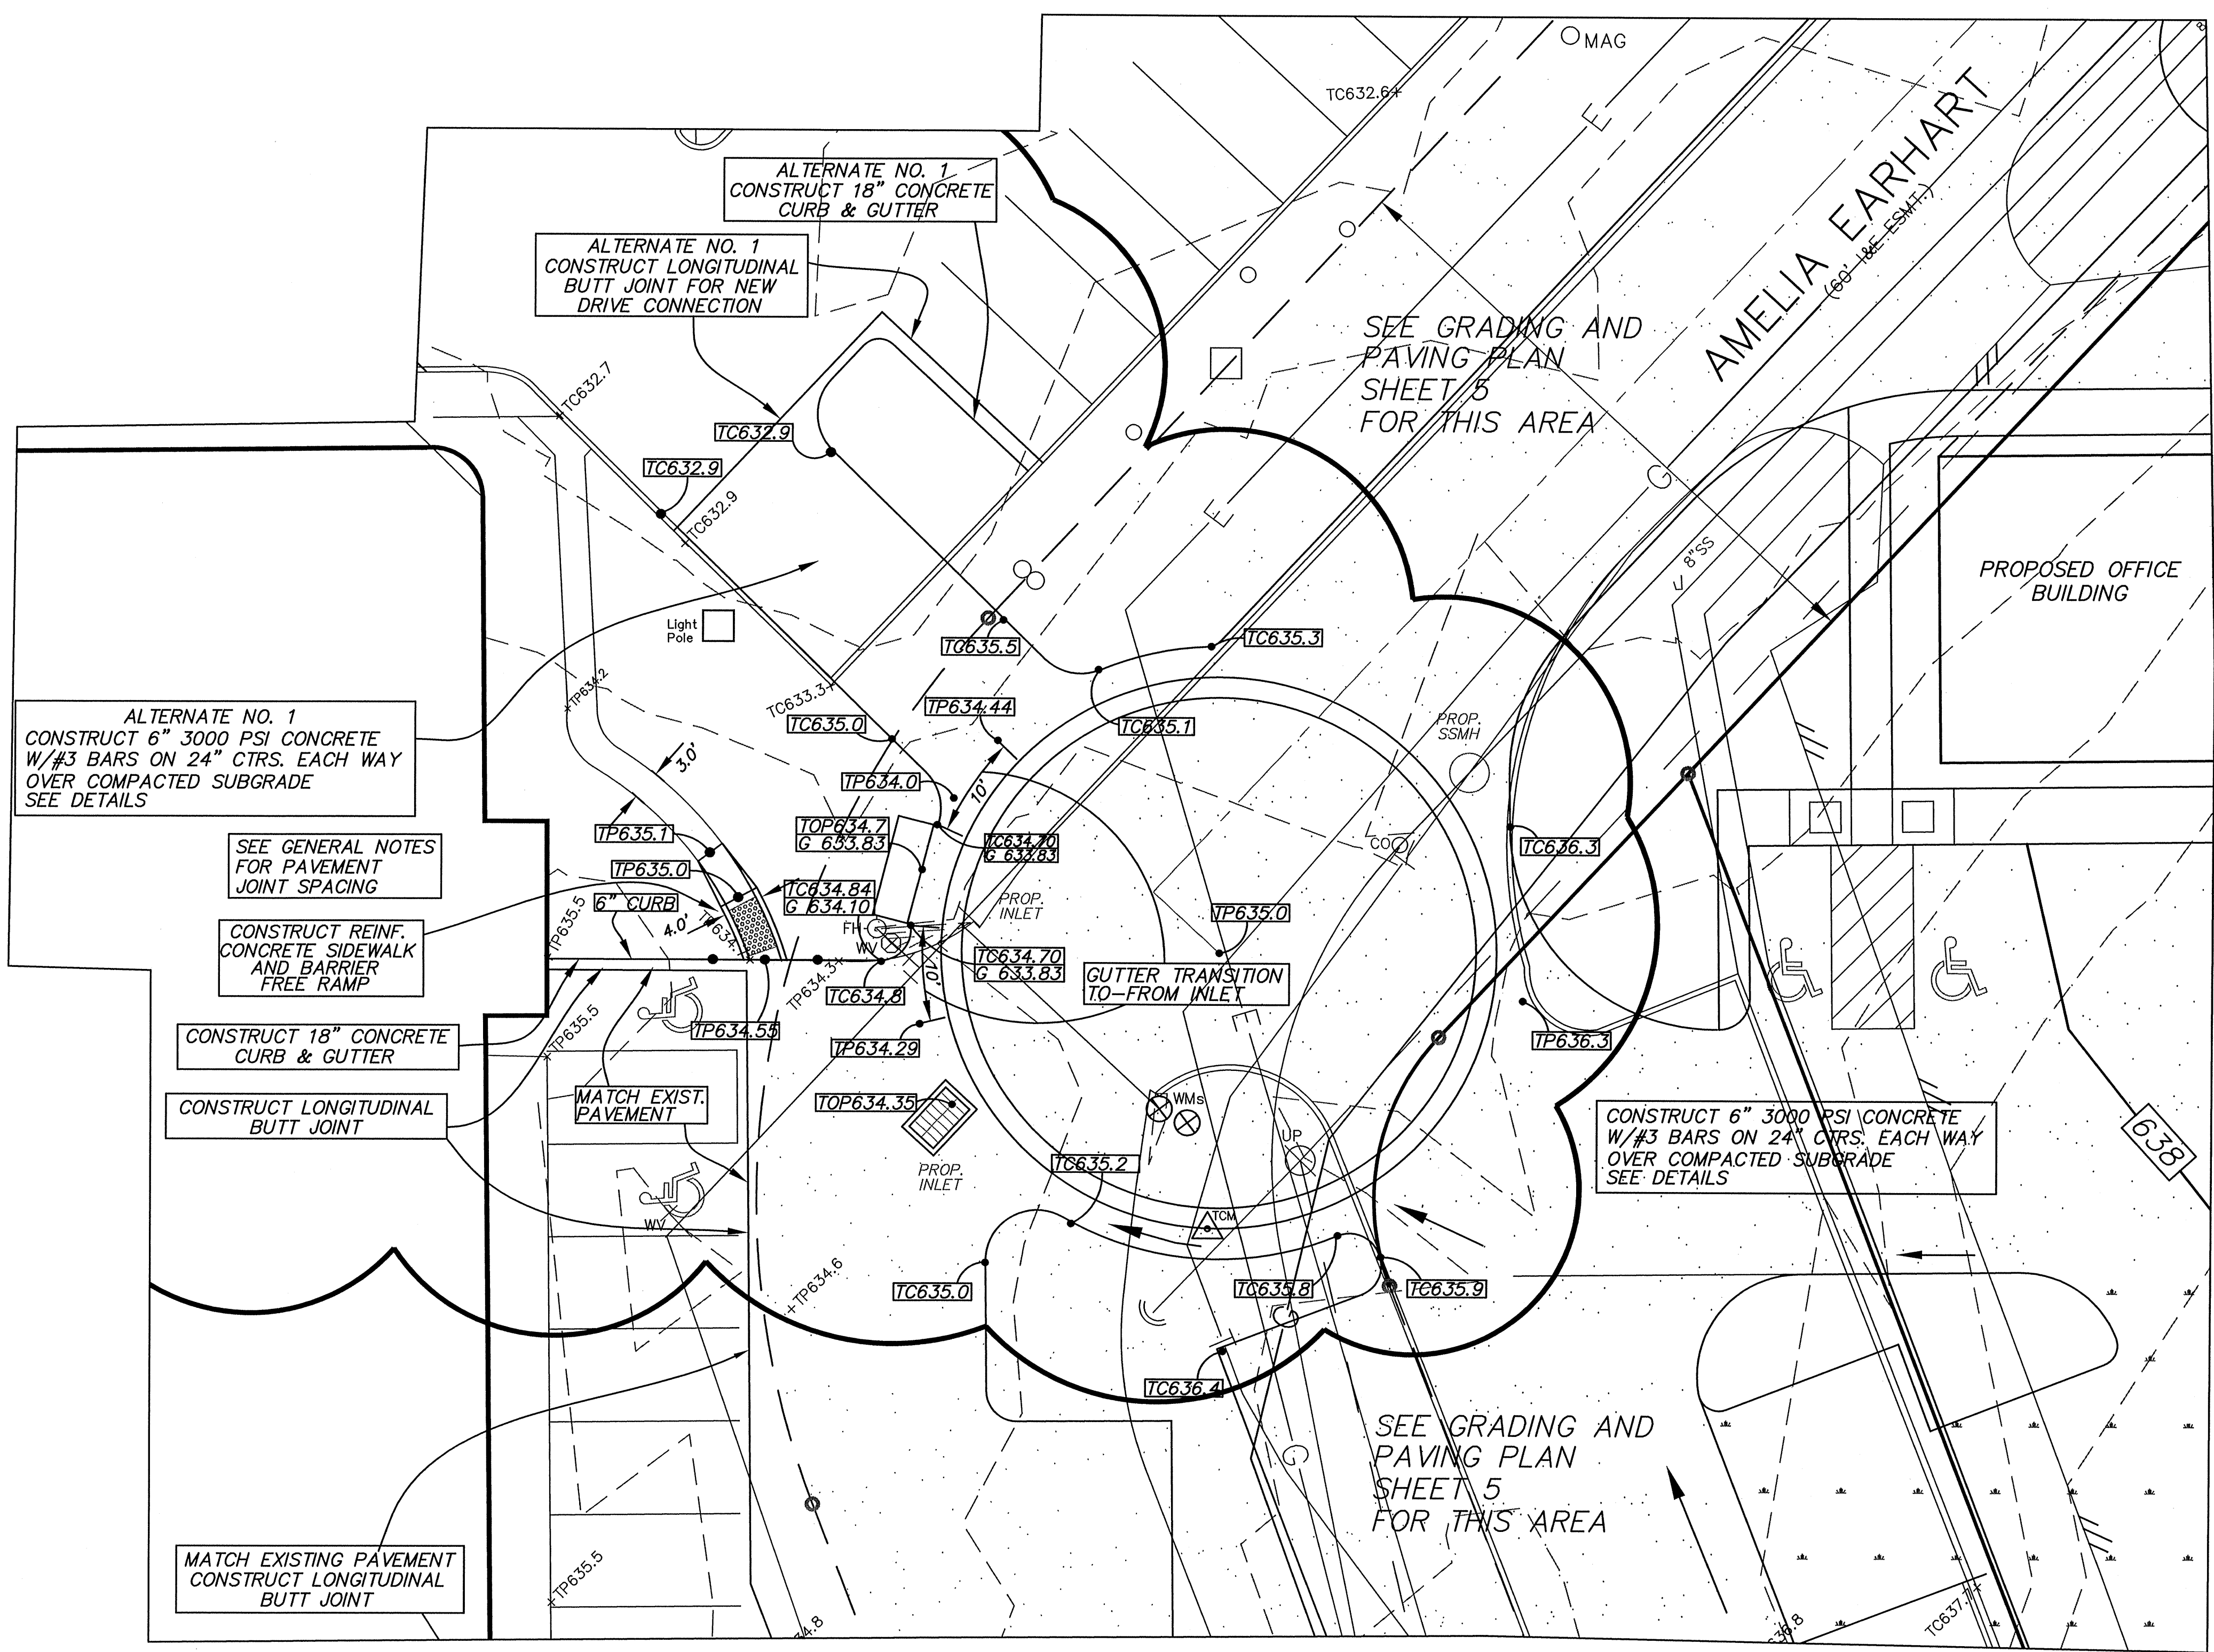 MAG
TC632.6
ALTERNATE NO. 1
CONSTRUCT 18" CONCRETE
CURB & GUTTER
AMELIA EARHART
(60' I&E ESMT.)
ALTERNATE NO. 1
CONSTRUCT LONGITUDINAL
BUTT JOINT FOR NEW
DRIVE CONNECTION
SEE GRADING AND
PAVING PLAN
SHEET 5
FOR THIS AREA
E
E
G
TC632.7
TC632.9
TC632.9
TC632.9
8"SS
PROPOSED OFFICE
BUILDING
Light
Pole
TC635.5
TC635.3
TP634.2
TC633.3
TC635.0
TP634.44
TC635.1
PROP.
SSMH
ALTERNATE NO. 1
CONSTRUCT 6" 3000 PSI CONCRETE
W/#3 BARS ON 24" CTRS. EACH WAY
OVER COMPACTED SUBGRADE
SEE DETAILS
3.0'
TP634.0
10'
TP635.1
TOP634.7
G 633.83
TC634.70
G 633.83
CO
TC636.3
SEE GENERAL NOTES
FOR PAVEMENT
JOINT SPACING
TP635.0
TC634.84
G 634.10
6" CURB
4.0'
PROP.
INLET
TP635.0
FH
WV
CONSTRUCT REINF.
CONCRETE SIDEWALK
AND BARRIER
FREE RAMP
TP635.5
TP634.3
TC634.70
G 633.83
10'
GUTTER TRANSITION
TO-FROM INLET
TC634.8
CONSTRUCT 18" CONCRETE
CURB & GUTTER
TP635.5
TP634.55
TP634.29
E
TP636.3
CONSTRUCT LONGITUDINAL
BUTT JOINT
MATCH EXIST.
PAVEMENT
TOP634.35
WMs
UP
CONSTRUCT 6" 3000 PSI CONCRETE
W/#3 BARS ON 24" CTRS. EACH WAY
OVER COMPACTED SUBGRADE
SEE DETAILS
638
PROP.
INLET
TC635.2
WV
TCM
TP634.6
TC635.0
TC635.8
TC635.9
G
TC636.4
SEE GRADING AND
PAVING PLAN
SHEET 5
FOR THIS AREA
G
MATCH EXISTING PAVEMENT
CONSTRUCT LONGITUDINAL
BUTT JOINT
TP635.5
TC637.7